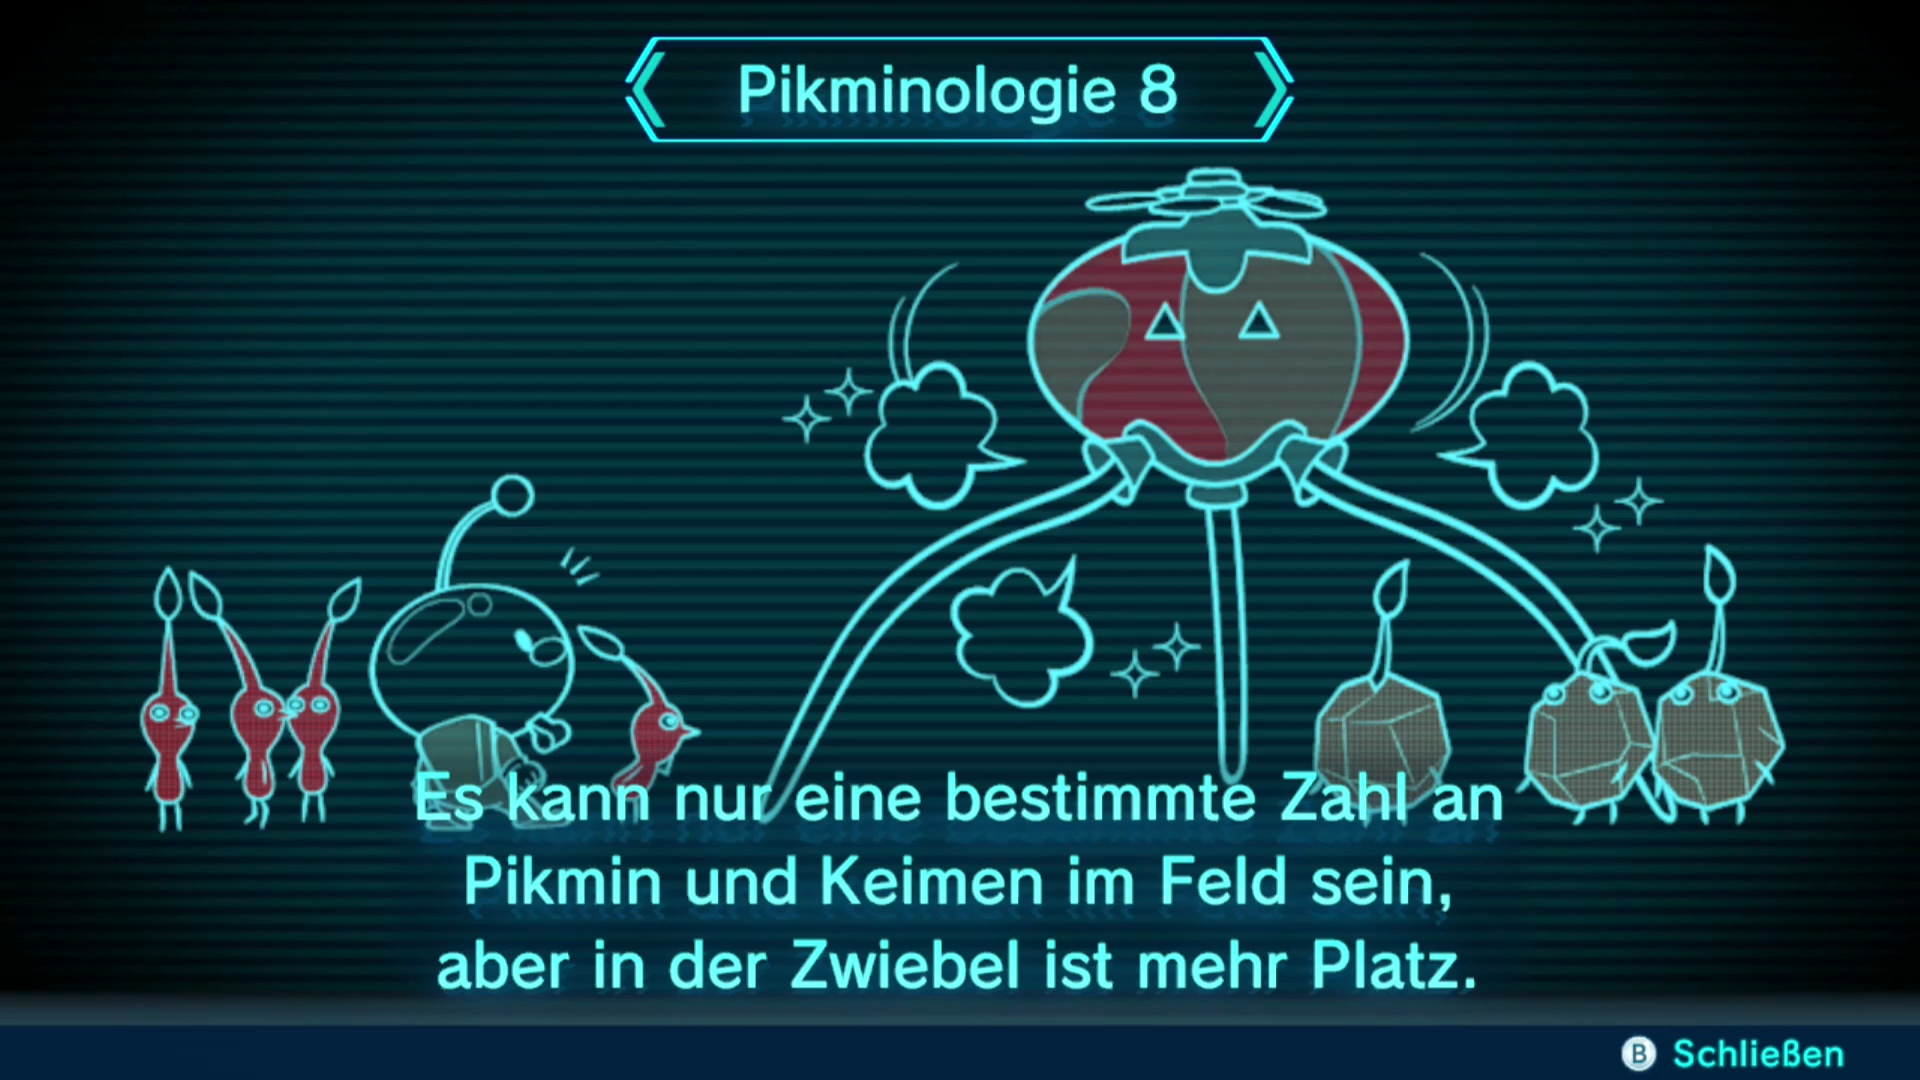 Pikminologie 8
Es kann nur eine bestimmte Zahl an
Pikmin und Keimen im Feld sein,
aber in der Zwiebel ist mehr Platz.
B Schließen